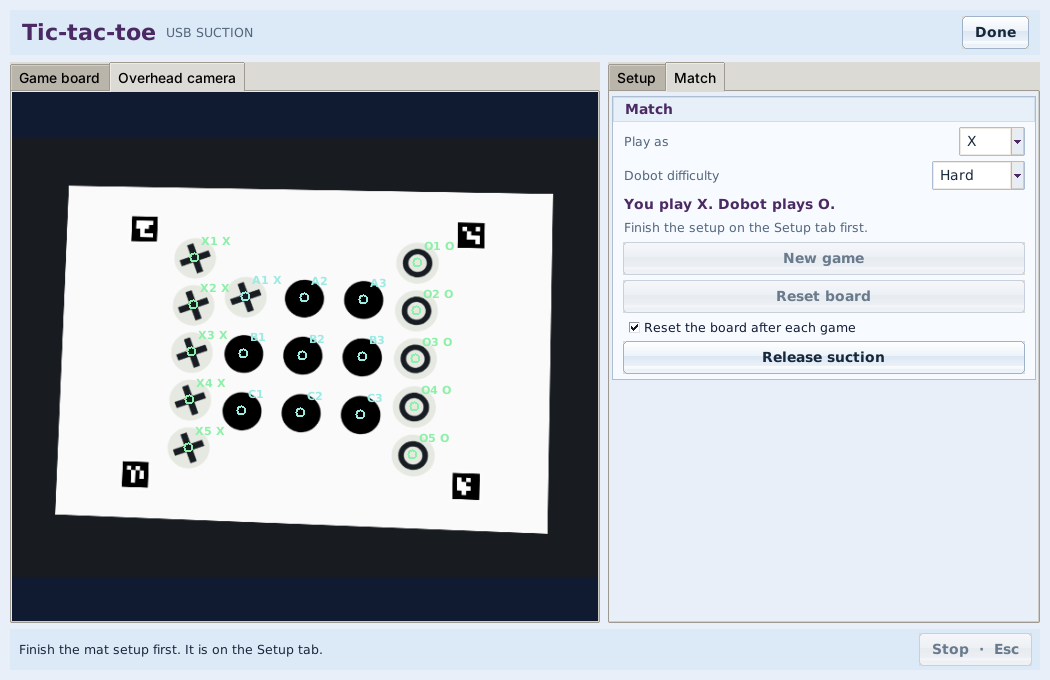 Tic-tac-toe USB SUCTION
Done
Game board
Overhead camera
Setup
Match
X1 X
X2 X
X3 X
X4 X
X5 X
A1 X
A2
A3
B1
B2
B3
C1
C2
C3
O1 O
O2 O
O3 O
O4 O
O5 O
Match
Play as
X
Dobot difficulty
Hard
You play X. Dobot plays O.
Finish the setup on the Setup tab first.
New game
Reset board
Reset the board after each game
Release suction
Finish the mat setup first. It is on the Setup tab.
Stop · Esc